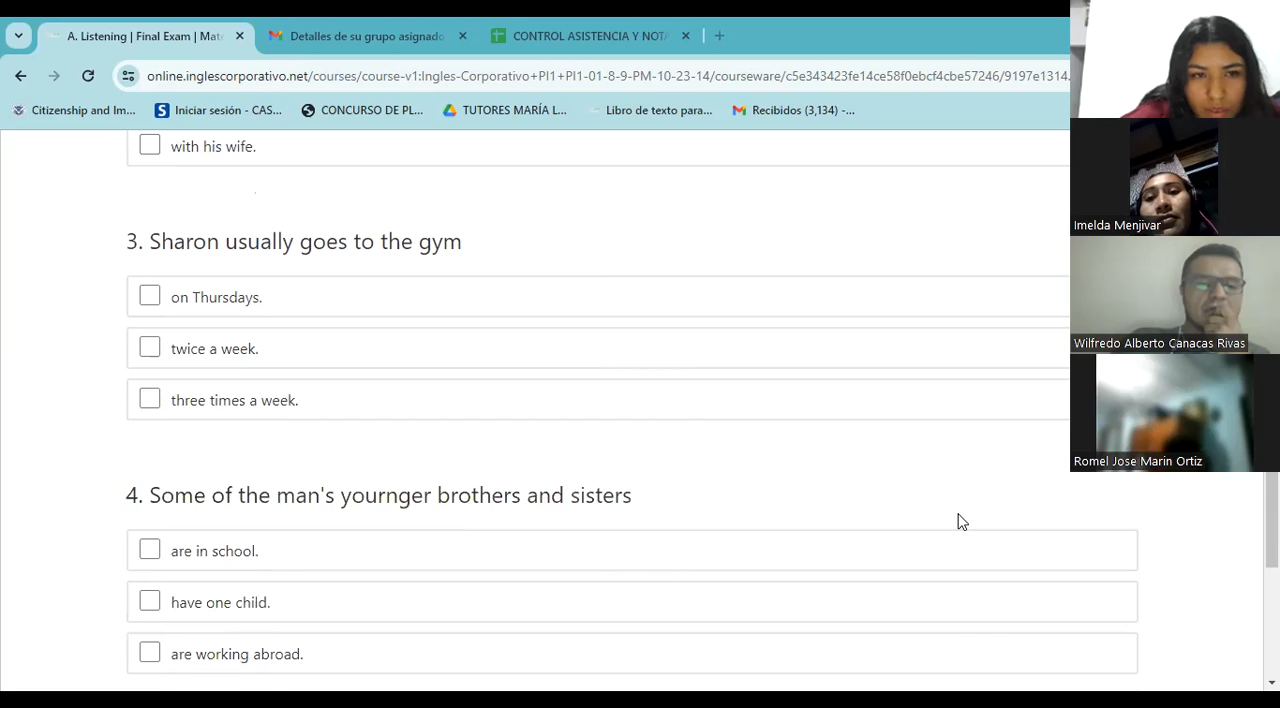 A. Listening | Final Exam | Mate
Detalles de su grupo asignado
CONTROL ASISTENCIA Y NOTA
online.inglescorporativo.net/courses/course-v1:Ingles-Corporativo+PI1+PI1-01-8-9-PM-10-23-14/courseware/c5e343423fe14ce58f0ebcf4cbe57246/9197e1314.
Citizenship and Im...
Iniciar sesión - CAS...
CONCURSO DE PL...
TUTORES MARÍA L...
Libro de texto para...
Recibidos (3,134) -...
with his wife.
3. Sharon usually goes to the gym
on Thursdays.
twice a week.
three times a week.
4. Some of the man's yournger brothers and sisters
are in school.
have one child.
are working abroad.
Imelda Menjivar
Wilfredo Alberto Canacas Rivas
Romel Jose Marin Ortiz